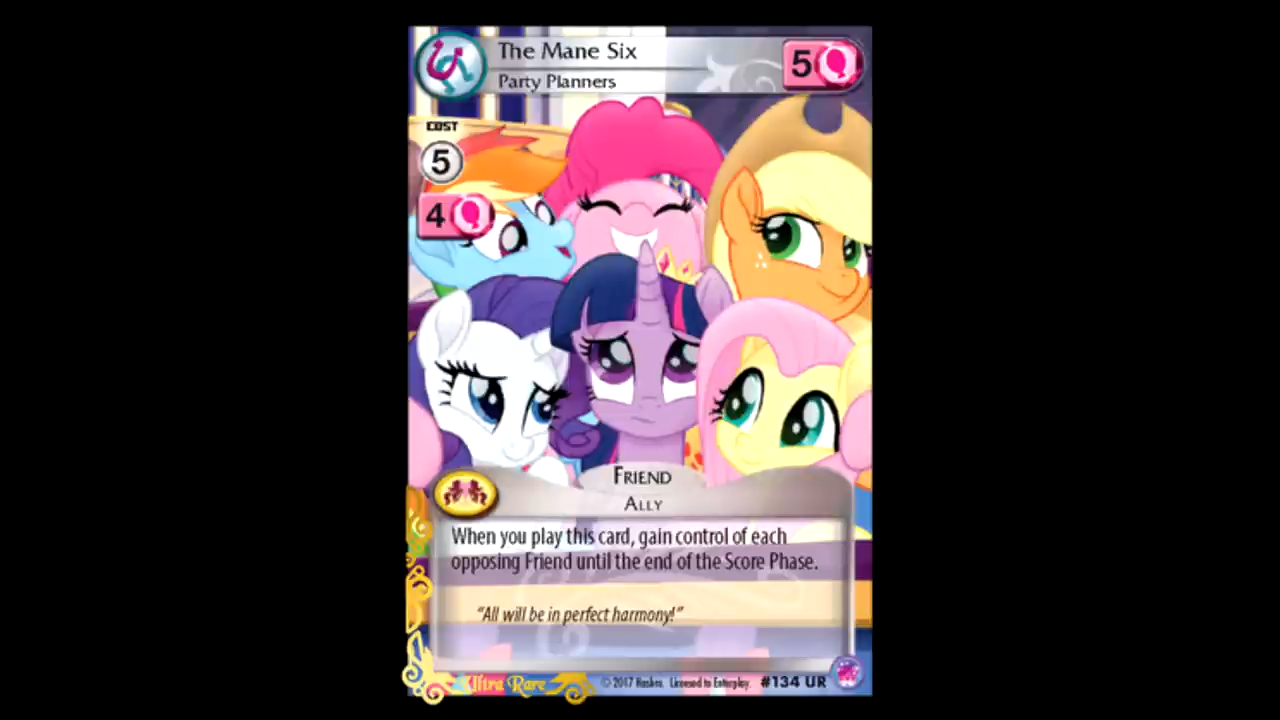 The Mane Six
Party Planners
5
COST
5
4
FRIEND
ALLY
When you play this card, gain control of each
opposing Friend until the end of the Score Phase.
“All will be in perfect harmony!”
Ultra Rare
© 2017 Hasbro. Licensed to Enterplay. #134 UR